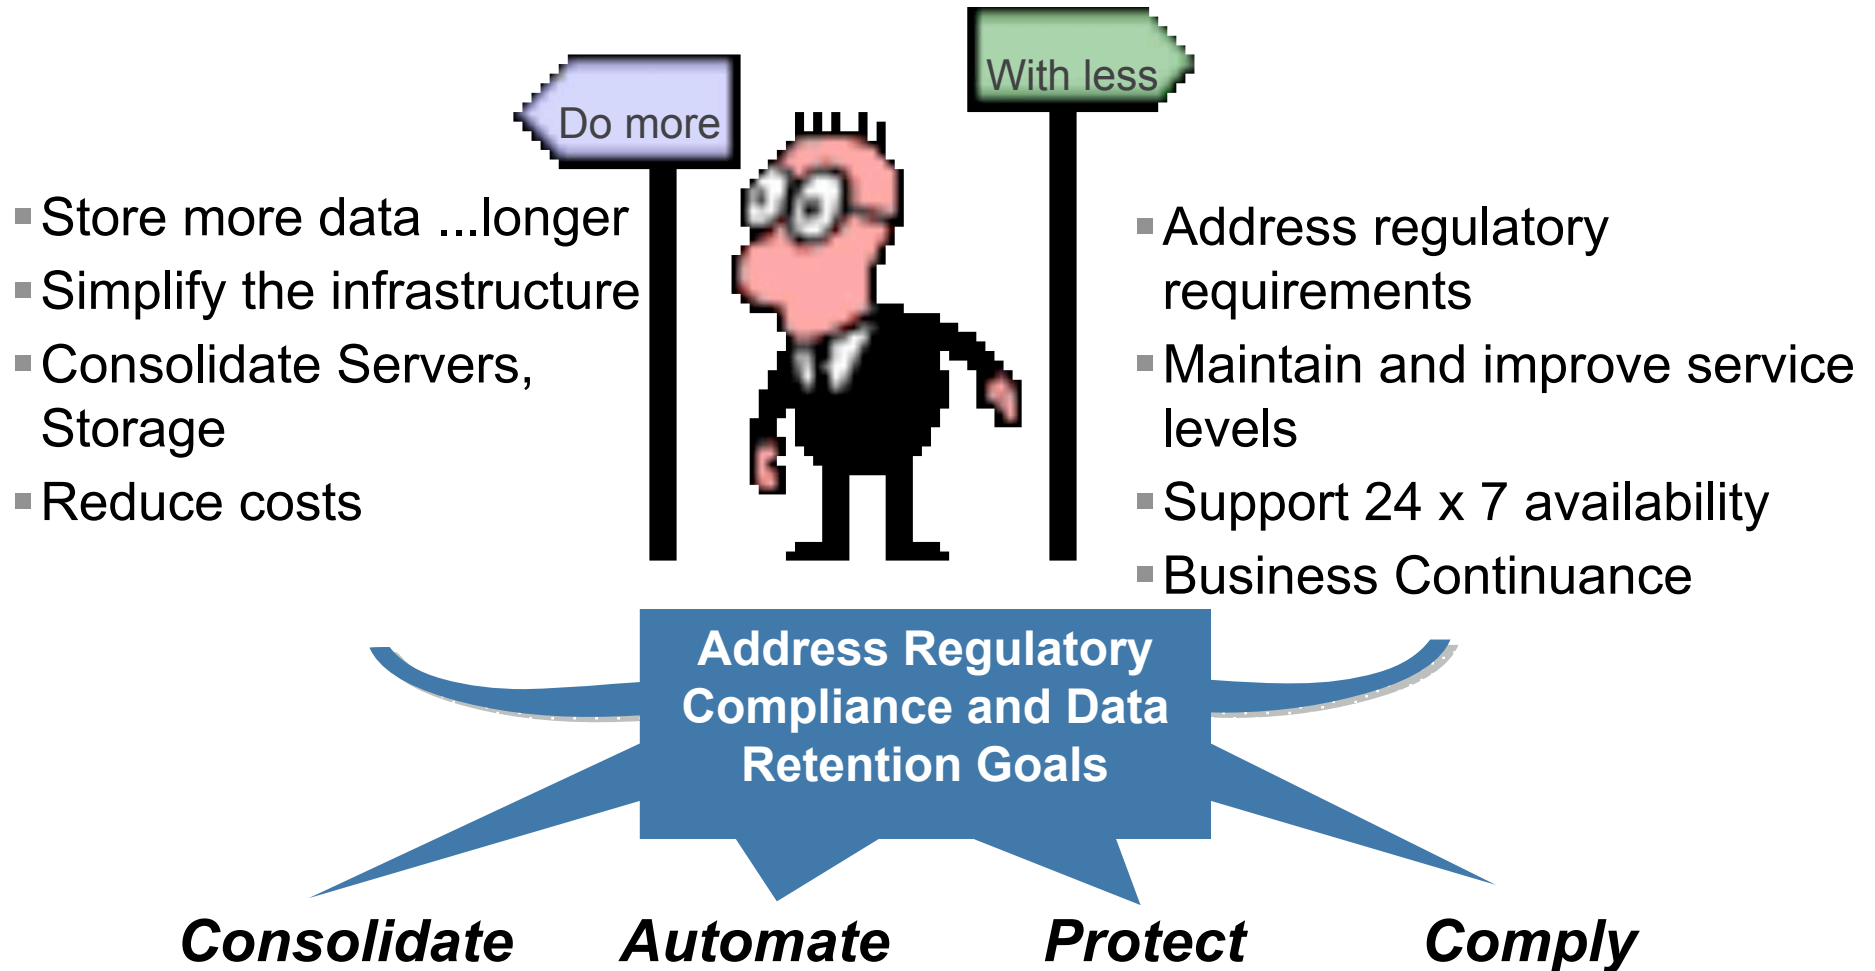 Do more
With less
Store more data ...longer
Simplify the infrastructure
Consolidate Servers,
Storage
Reduce costs
Address regulatory
requirements
Maintain and improve service
levels
Support 24 x 7 availability
Business Continuance
Address Regulatory
Compliance and Data
Retention Goals
Consolidate
Automate
Protect
Comply